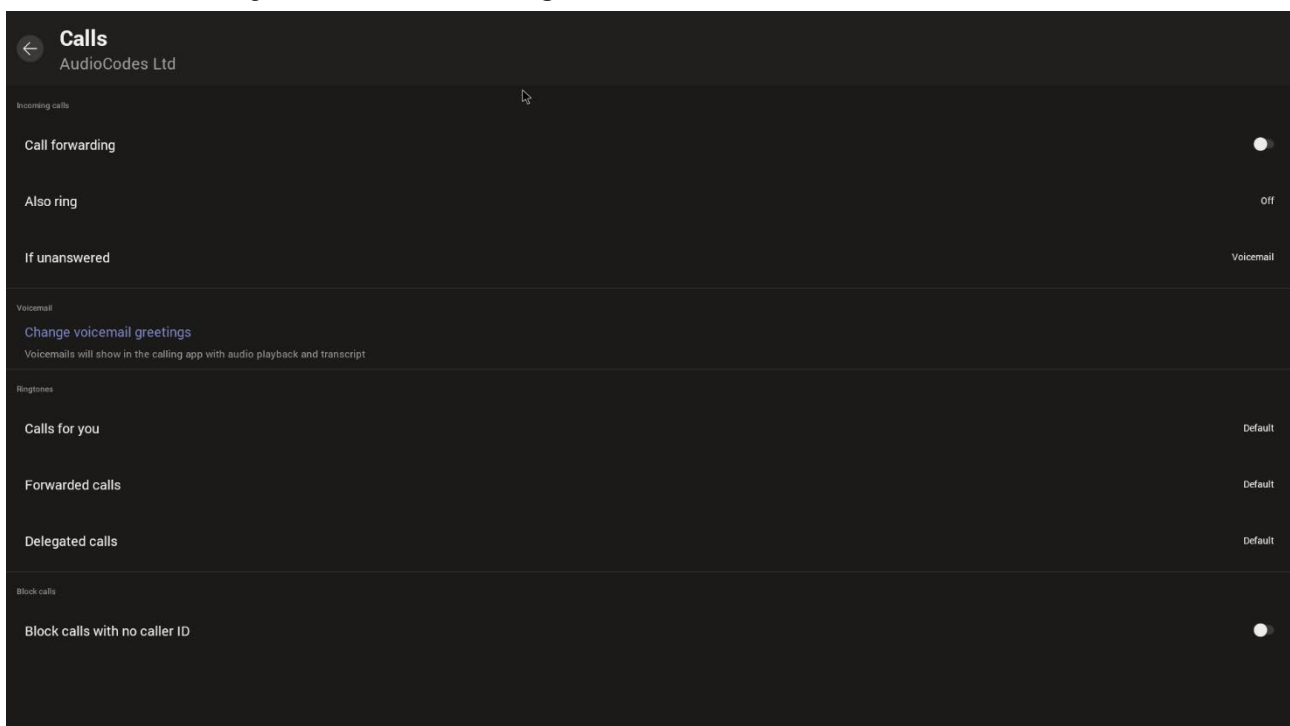 Calls
AudioCodes Ltd
Incoming calls
Call forwarding
Also ring
Off
If unanswered
Voicemail
Voicemail
Change voicemail greetings
Voicemails will show in the calling app with audio playback and transcript
Ringtones
Calls for you
Default
Forwarded calls
Default
Delegated calls
Default
Block calls
Block calls with no caller ID